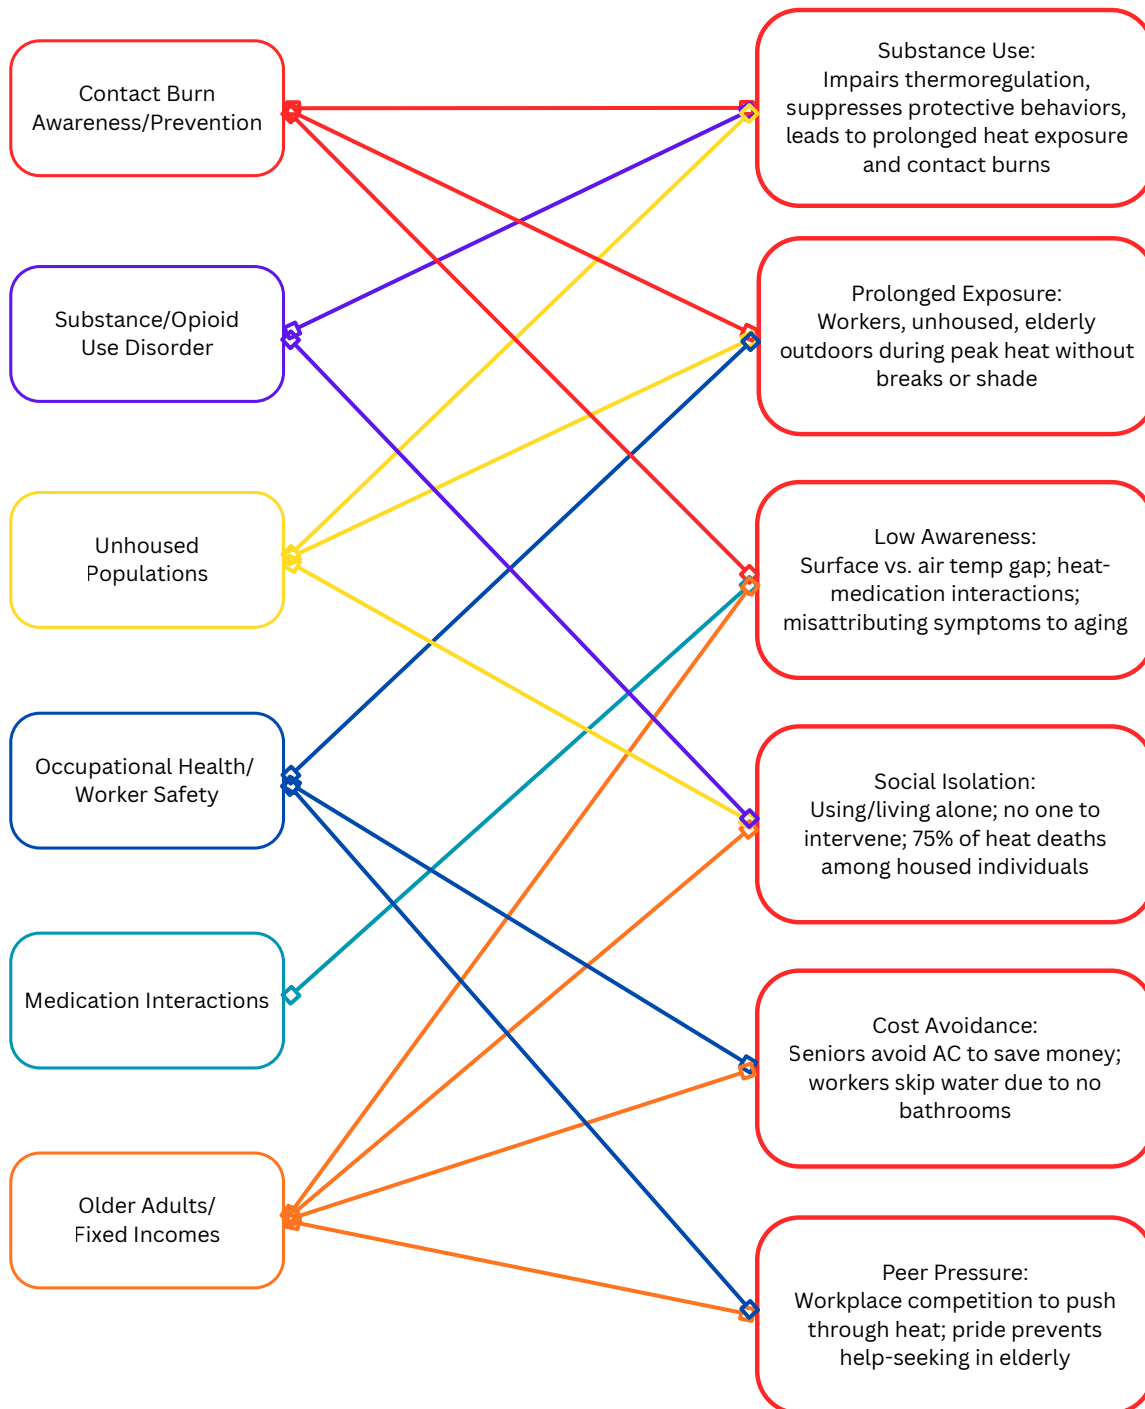 Contact Burn
Awareness/Prevention
Substance/Opioid
Use Disorder
Unhoused
Populations
Occupational Health/
Worker Safety
Medication Interactions
Older Adults/
Fixed Incomes
Substance Use:
Impairs thermoregulation,
suppresses protective behaviors,
leads to prolonged heat exposure
and contact burns
Prolonged Exposure:
Workers, unhoused, elderly
outdoors during peak heat without
breaks or shade
Low Awareness:
Surface vs. air temp gap; heat-
medication interactions;
misattributing symptoms to aging
Social Isolation:
Using/living alone; no one to
intervene; 75% of heat deaths
among housed individuals
Cost Avoidance:
Seniors avoid AC to save money;
workers skip water due to no
bathrooms
Peer Pressure:
Workplace competition to push
through heat; pride prevents
help-seeking in elderly